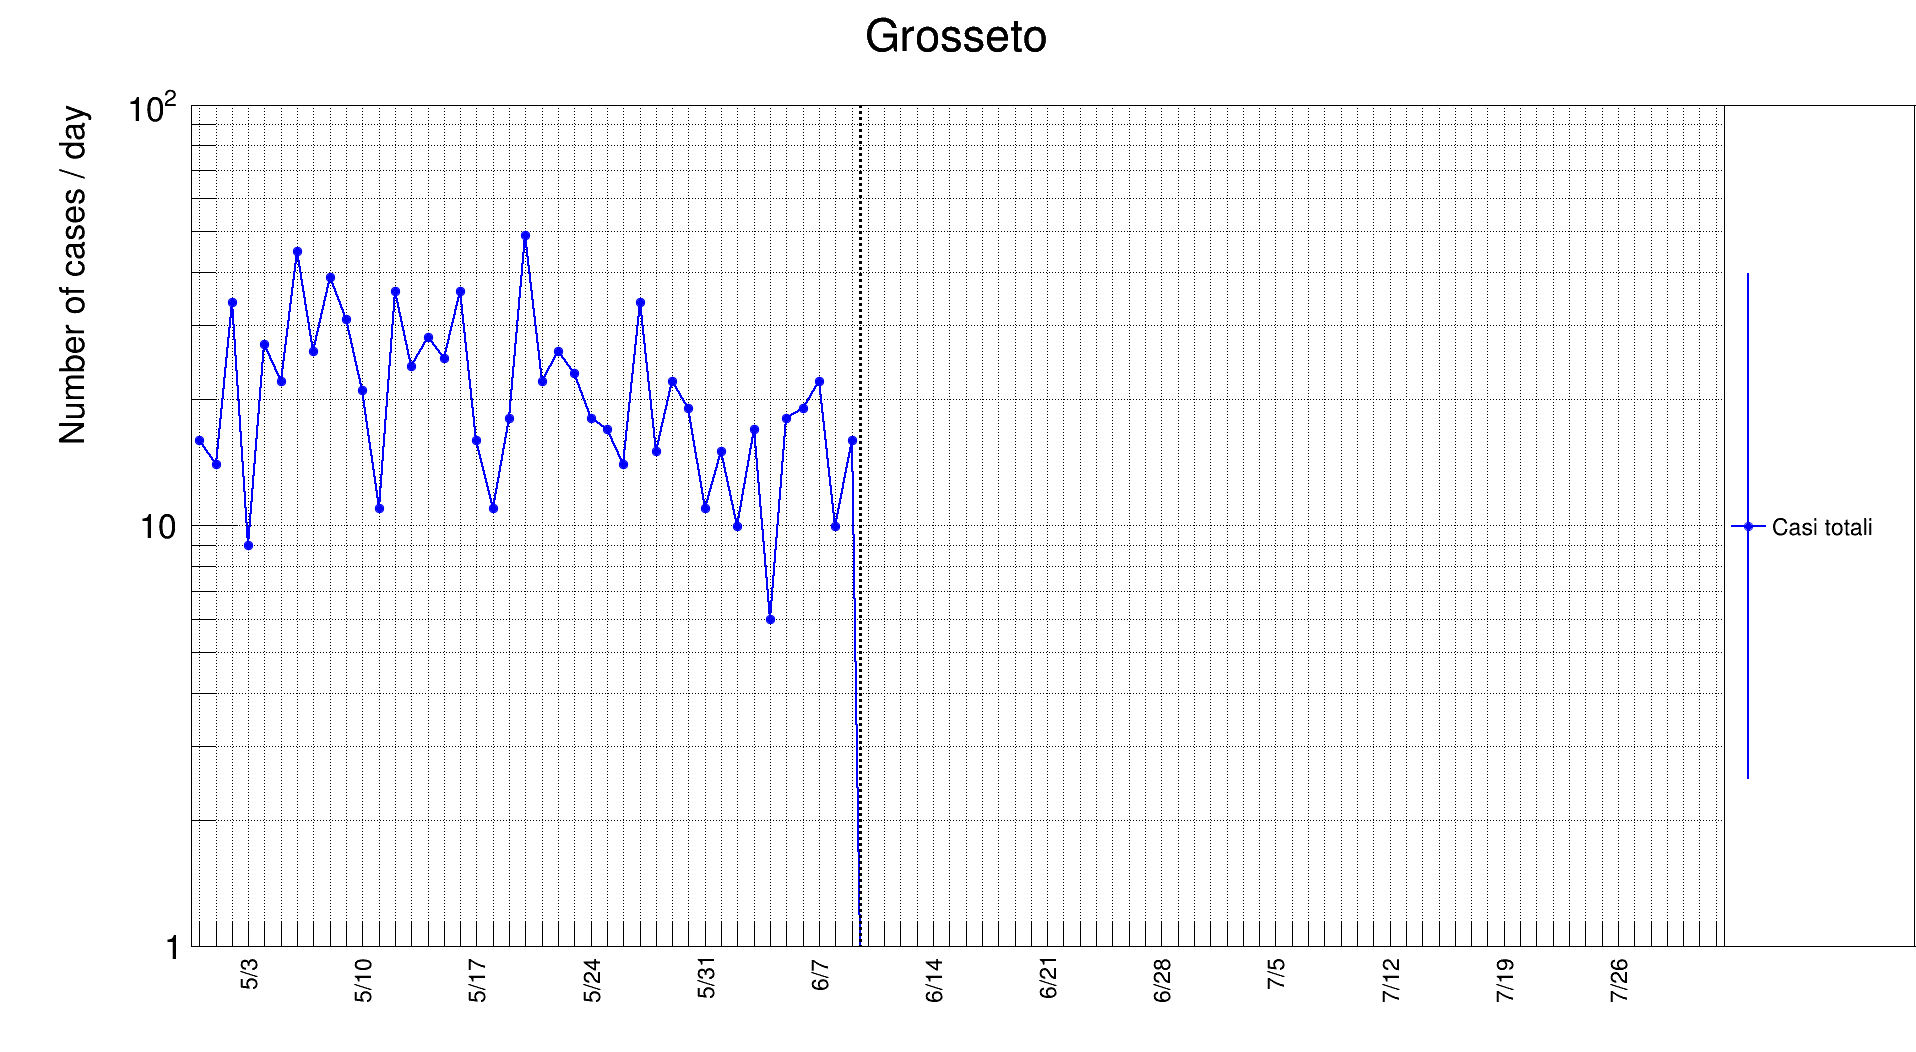 Grosseto
Number of cases / day
10²
10
1
5/3 5/10 5/17 5/24 5/31 6/7 6/14 6/21 6/28 7/5 7/12 7/19 7/26
Casi totali